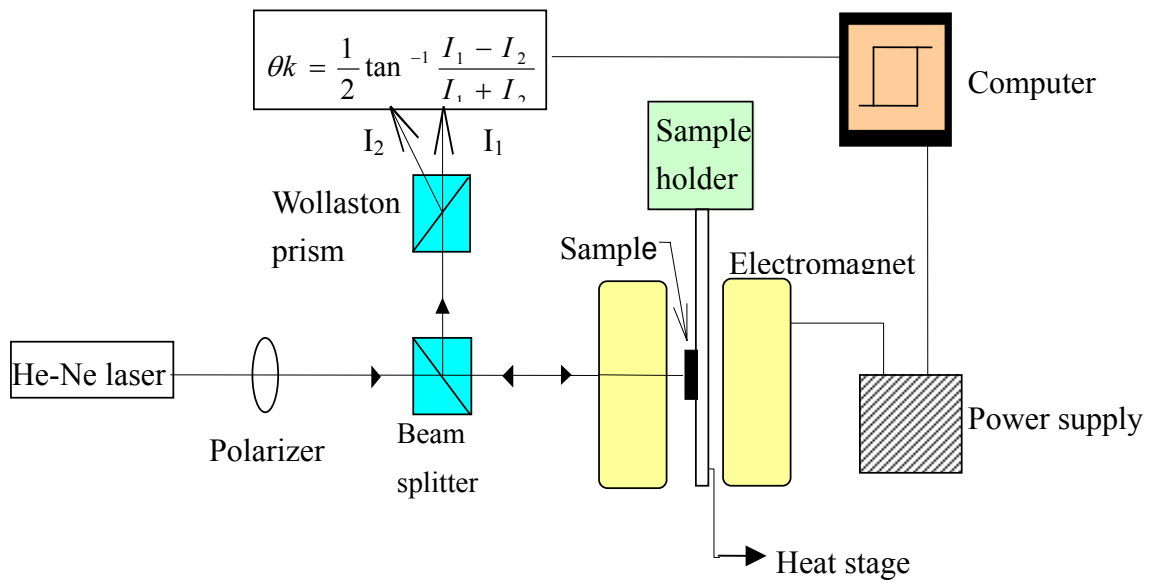 θk = 1/2 tan ⁻¹ I₁ − I₂ / I₁ + I₂
I₂
I₁
Computer
Sample
holder
Wollaston
prism
Sample
Electromagnet
He-Ne laser
Polarizer
Beam
splitter
Power supply
Heat stage